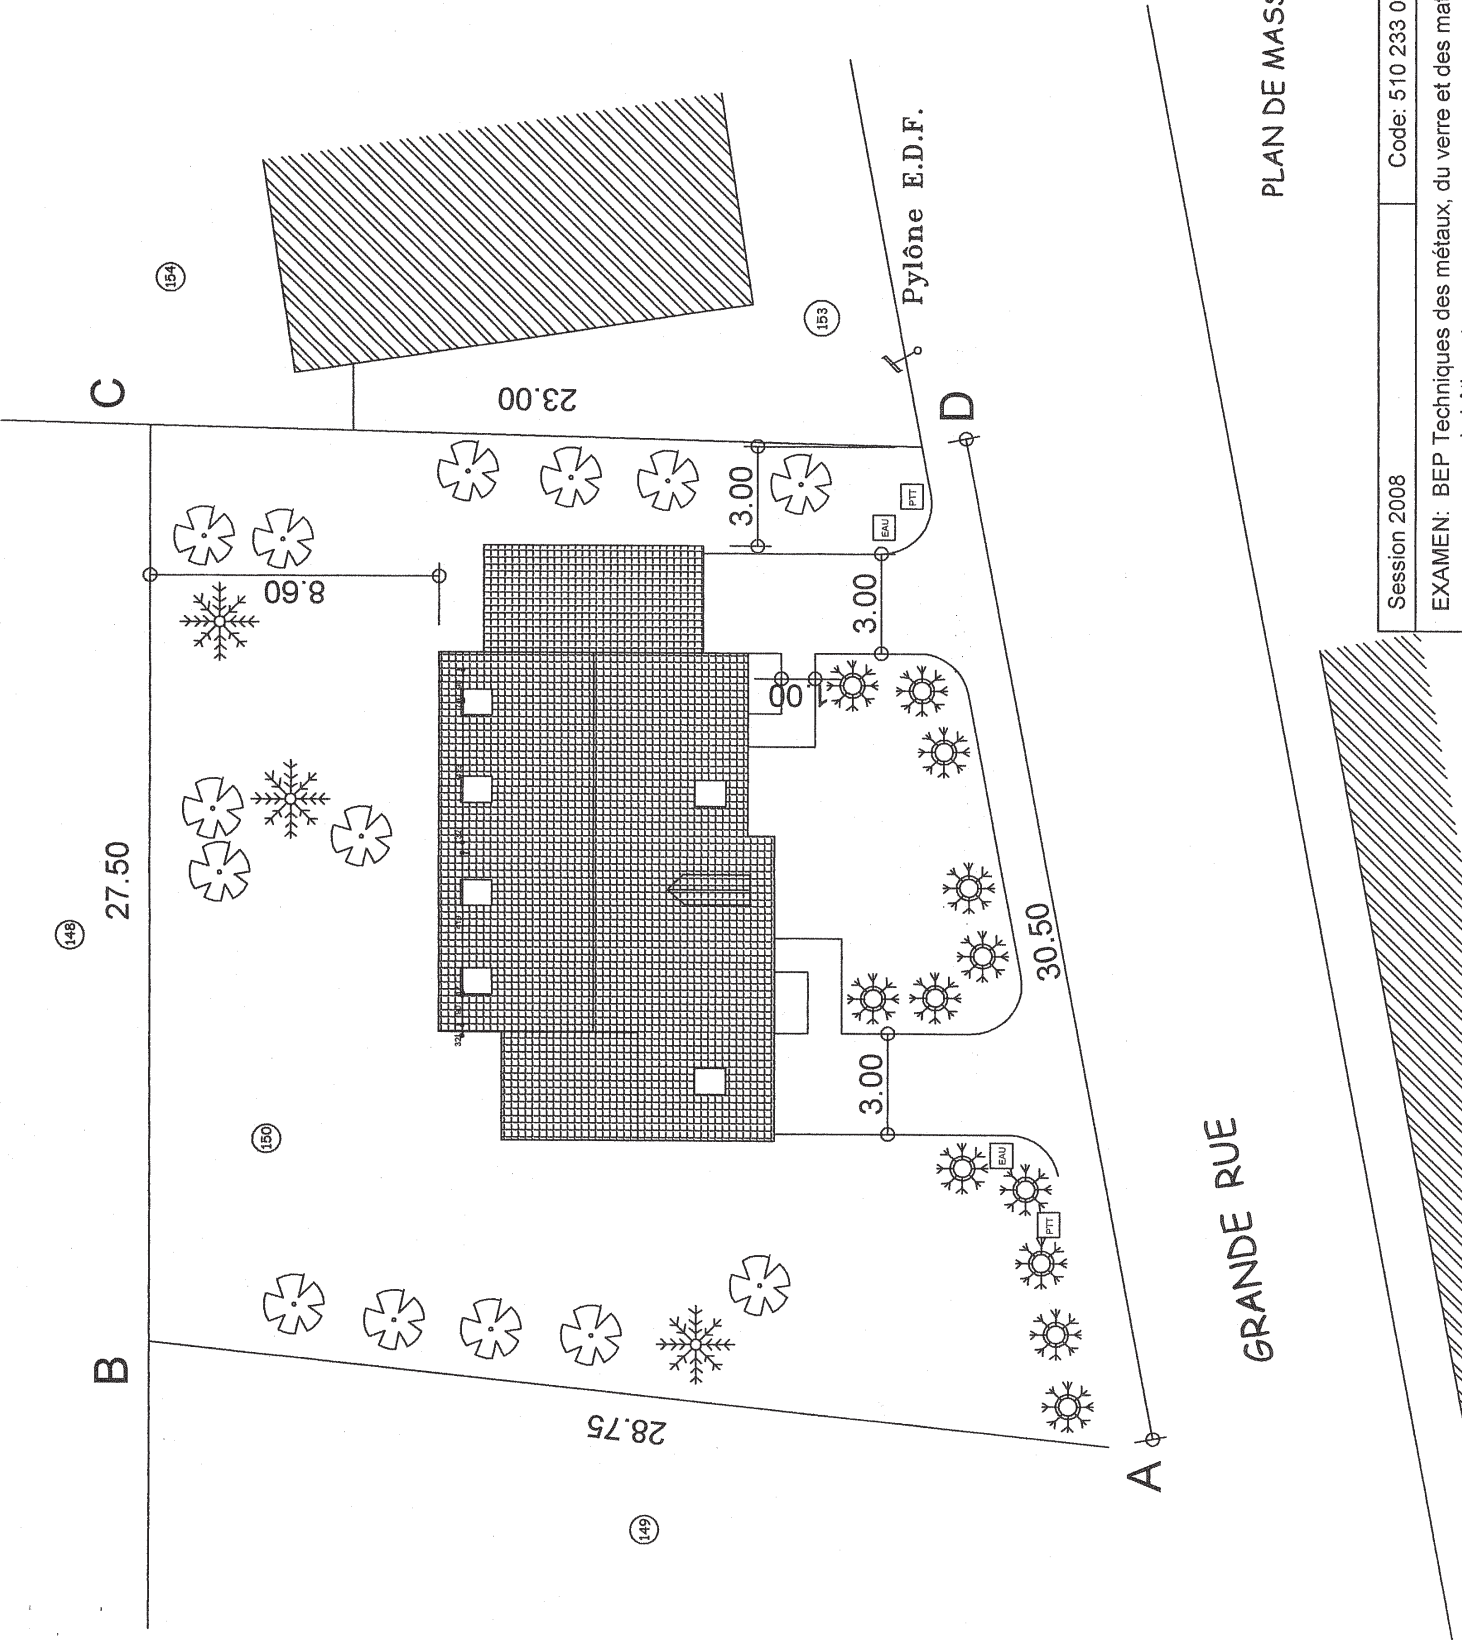 148
27.50
B
C
154
150
8.60
23.00
153
Pylône E.D.F.
D
3.00
EAU
PTT
3.00
1.00
3.00
EAU
PTT
30.50
28.75
149
A
GRANDE RUE
PLAN DE MASS
Session 2008
Code: 510 233 0
EXAMEN: BEP Techniques des métaux, du verre et des mat